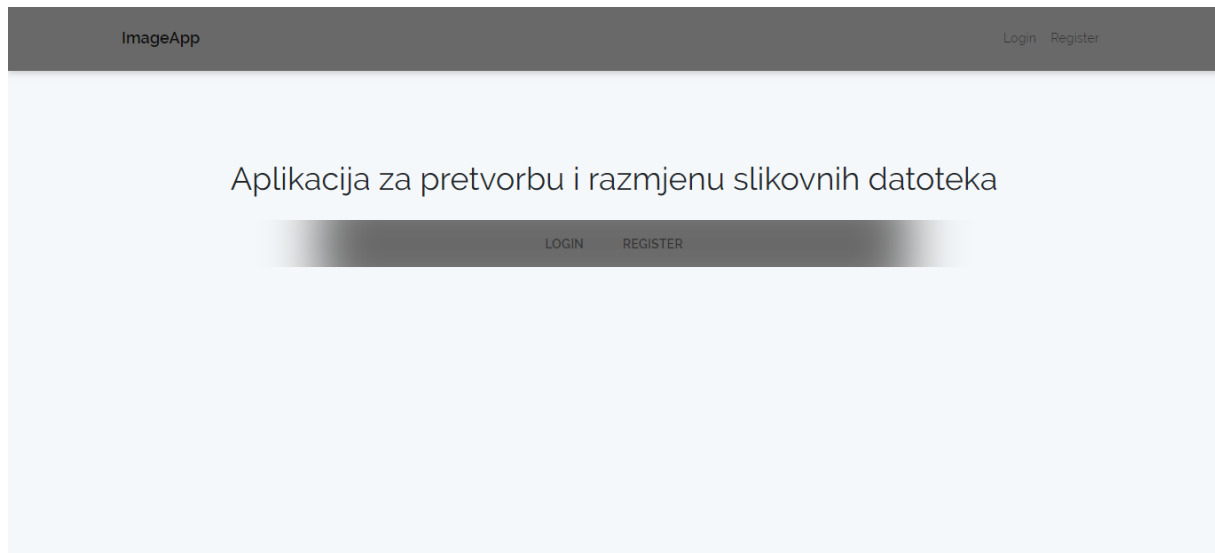 ImageApp Login Register
Aplikacija za pretvorbu i razmjenu slikovnih datoteka
LOGIN REGISTER